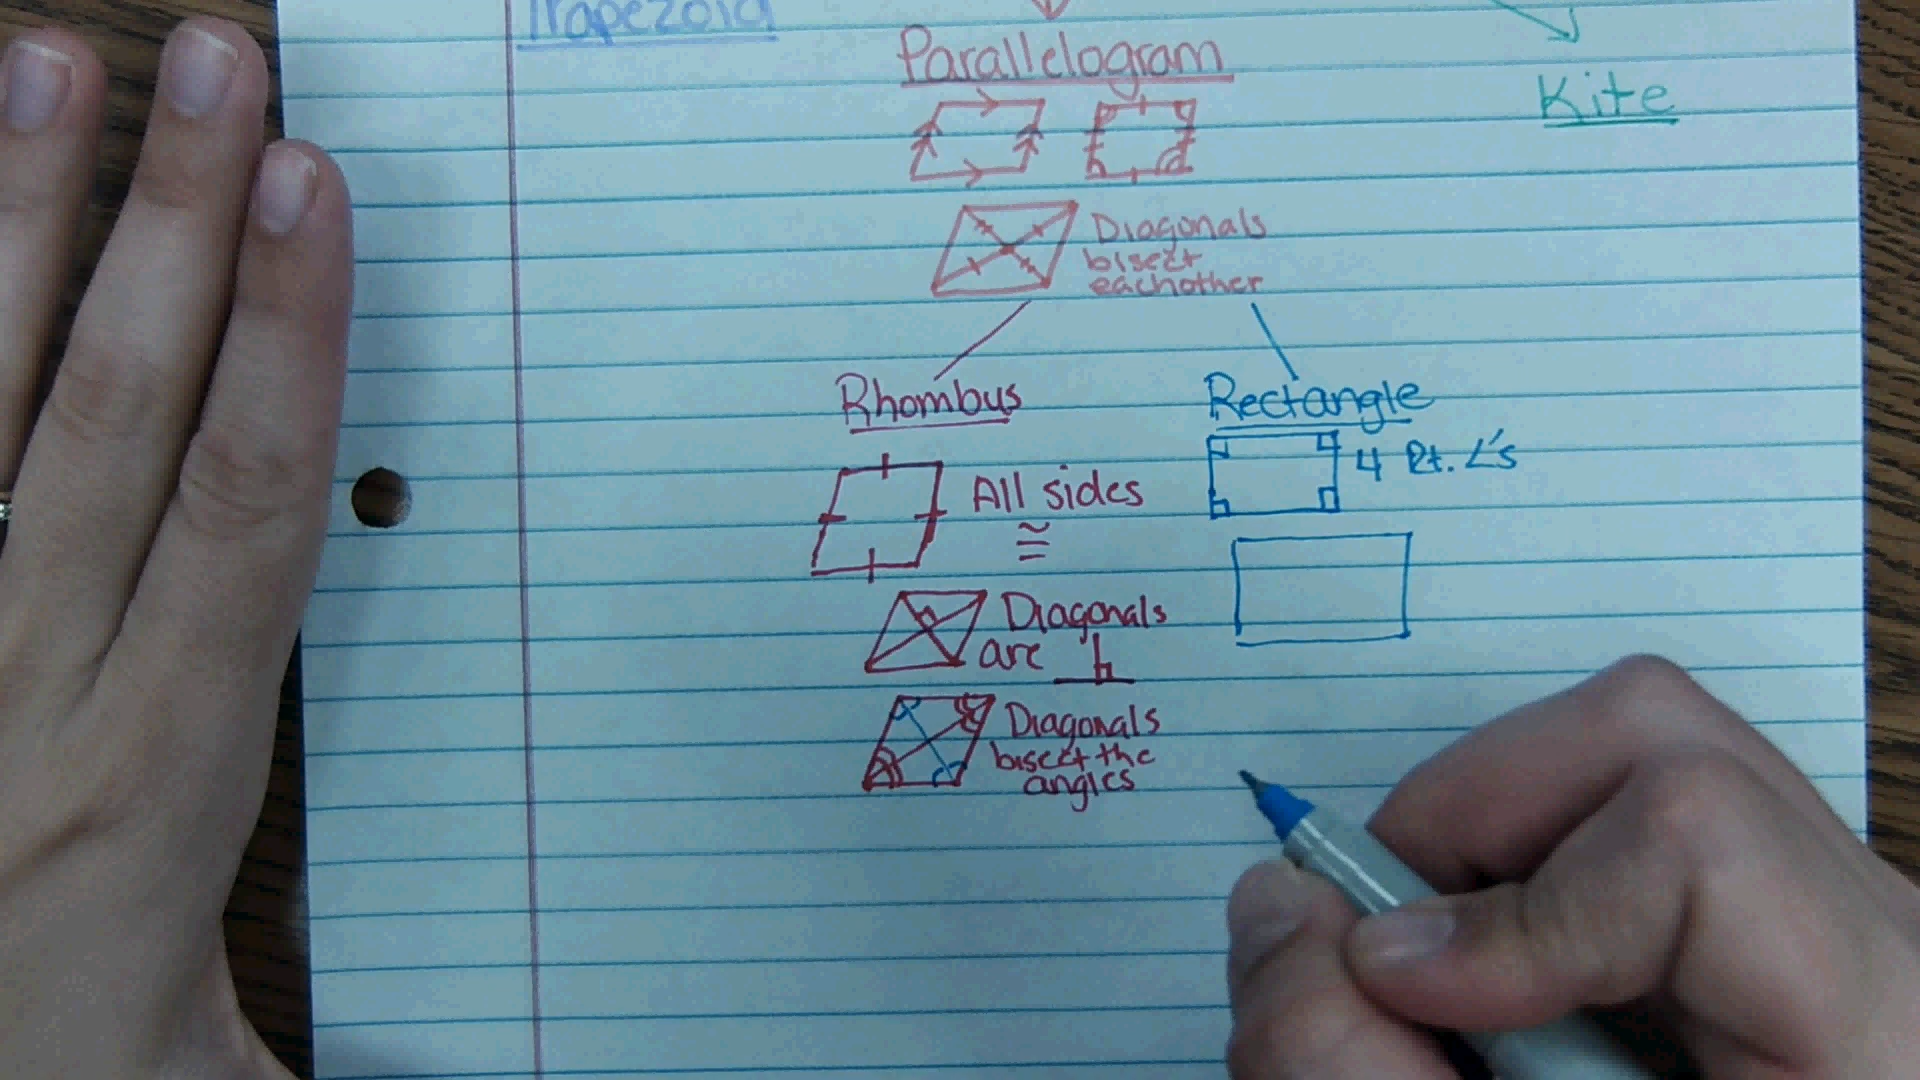 Trapezoid
Parallelogram
Kite
Diagonals
bisect
eachother
Rhombus
Rectangle
All sides
≅
4 Rt. ∠'s
Diagonals
are ⊥
Diagonals
bisect the
angles